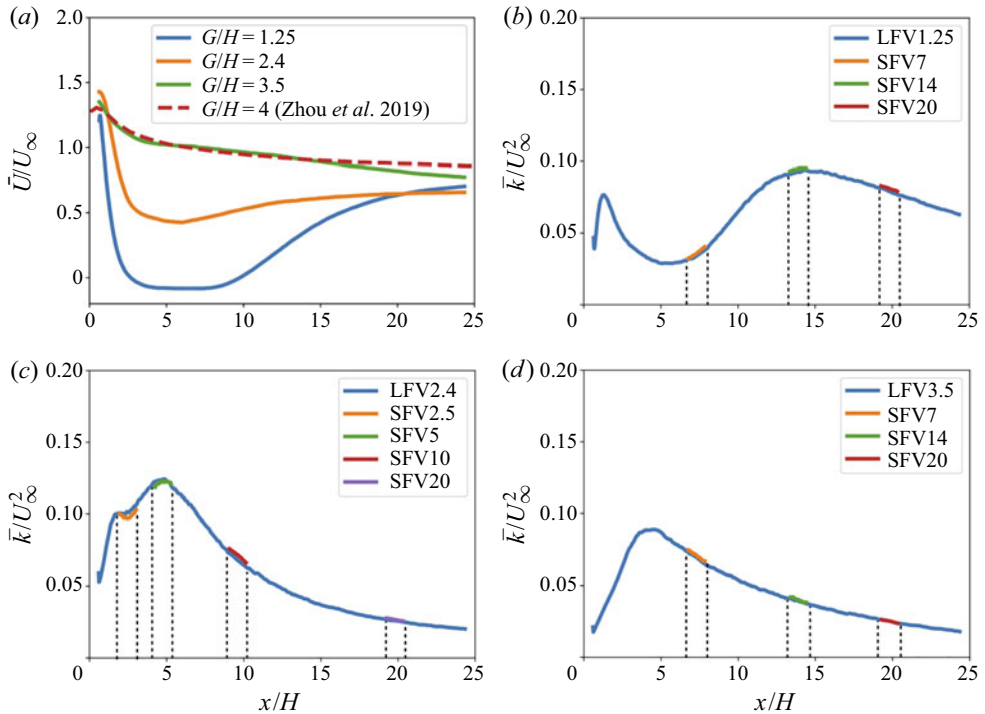 (a)
2.0
1.5
1.0
0.5
0
Ū/U∞
G/H = 1.25
G/H = 2.4
G/H = 3.5
G/H = 4 (Zhou et al. 2019)
0 5 10 15 20 25
(b)
0.20
0.15
0.10
0.05
0
k̄/U²∞
LFV1.25
SFV7
SFV14
SFV20
5 10 15 20 25
(c)
0.20
0.15
0.10
0.05
k̄/U²∞
LFV2.4
SFV2.5
SFV5
SFV10
SFV20
0 5 10 15 20 25
x/H
(d)
0.20
0.15
0.10
0.05
k̄/U²∞
LFV3.5
SFV7
SFV14
SFV20
0 5 10 15 20 25
x/H